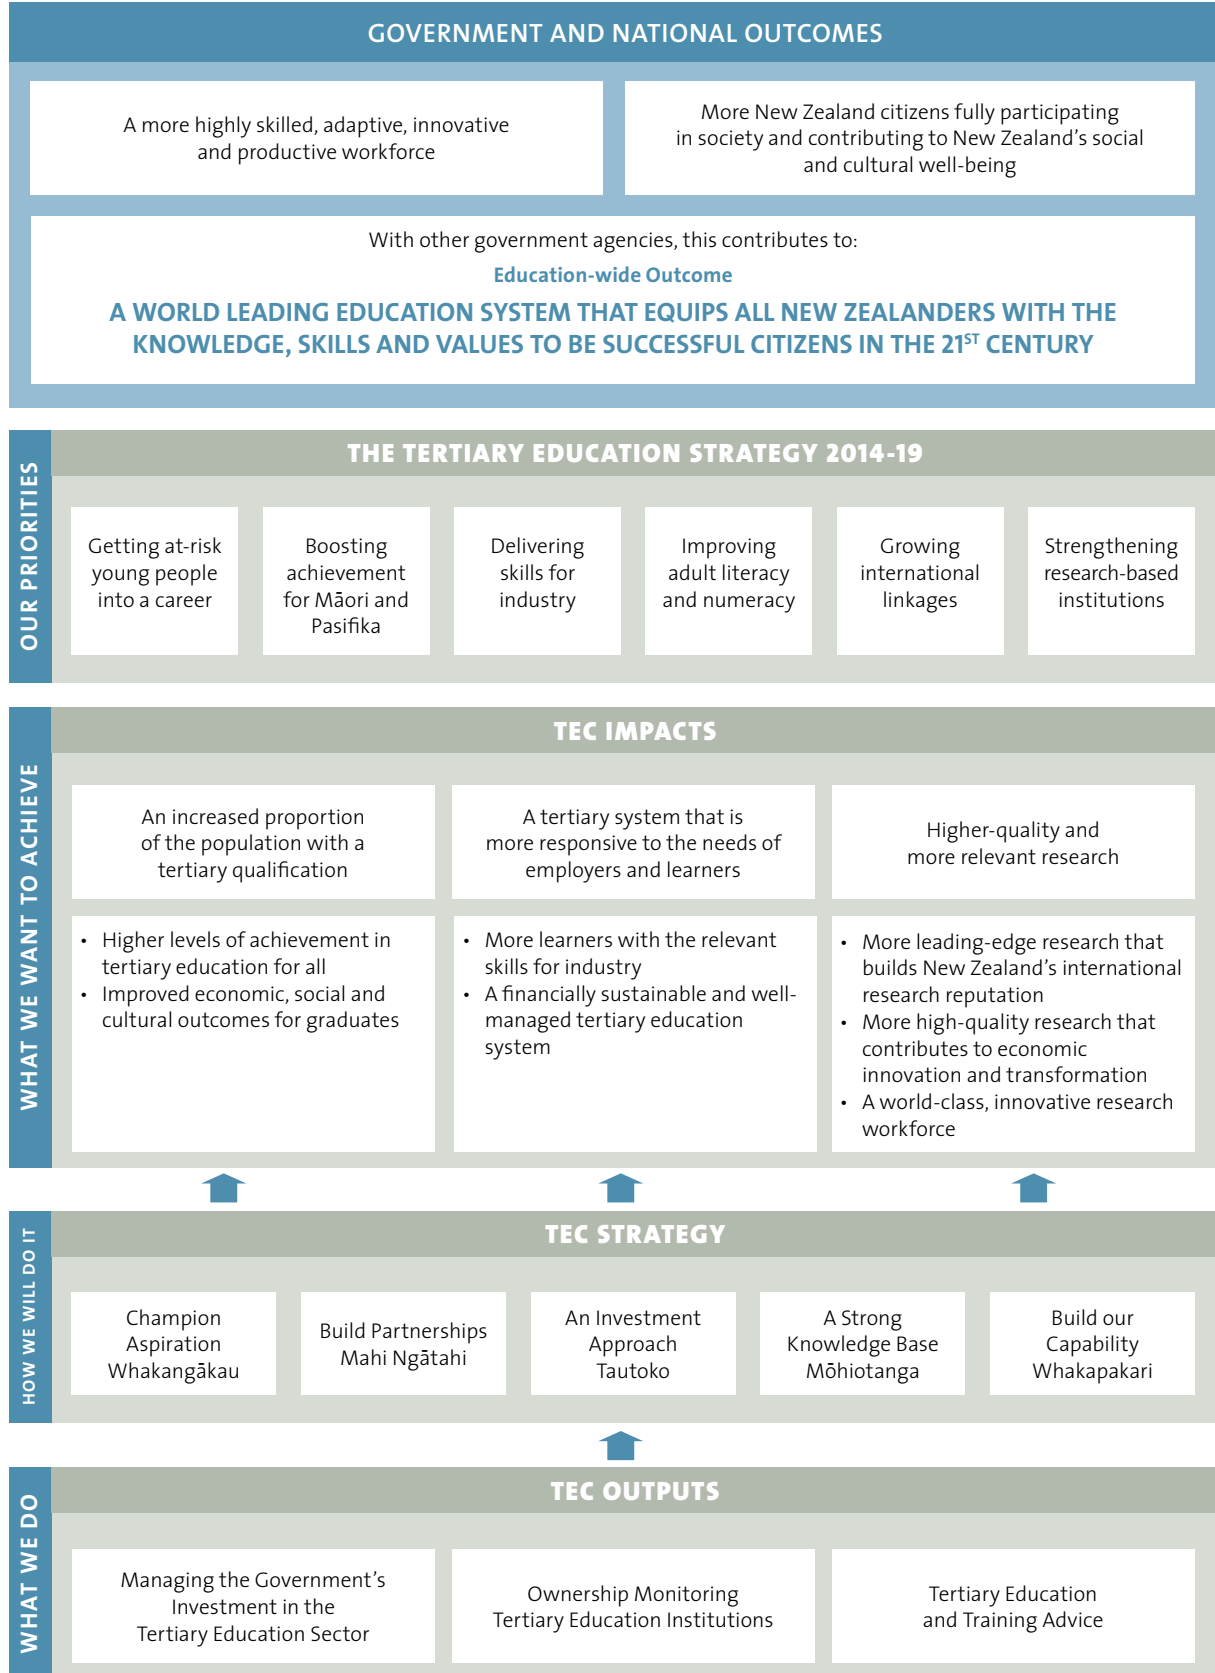 GOVERNMENT AND NATIONAL OUTCOMES
A more highly skilled, adaptive, innovative
and productive workforce
More New Zealand citizens fully participating
in society and contributing to New Zealand's social
and cultural well-being
With other government agencies, this contributes to:
Education-wide Outcome
A WORLD LEADING EDUCATION SYSTEM THAT EQUIPS ALL NEW ZEALANDERS WITH THE
KNOWLEDGE, SKILLS AND VALUES TO BE SUCCESSFUL CITIZENS IN THE 21ST CENTURY
OUR PRIORITIES
THE TERTIARY EDUCATION STRATEGY 2014-19
Getting at-risk
young people
into a career
Boosting
achievement
for Māori and
Pasifika
Delivering
skills for
industry
Improving
adult literacy
and numeracy
Growing
international
linkages
Strengthening
research-based
institutions
WHAT WE WANT TO ACHIEVE
TEC IMPACTS
An increased proportion
of the population with a
tertiary qualification
A tertiary system that is
more responsive to the needs of
employers and learners
Higher-quality and
more relevant research
• Higher levels of achievement in
tertiary education for all
• Improved economic, social and
cultural outcomes for graduates
• More learners with the relevant
skills for industry
• A financially sustainable and well-
managed tertiary education
system
• More leading-edge research that
builds New Zealand's international
research reputation
• More high-quality research that
contributes to economic
innovation and transformation
• A world-class, innovative research
workforce
HOW WE WILL DO IT
TEC STRATEGY
Champion
Aspiration
Whakangākau
Build Partnerships
Mahi Ngātahi
An Investment
Approach
Tautoko
A Strong
Knowledge Base
Mōhiotanga
Build our
Capability
Whakapakari
WHAT WE DO
TEC OUTPUTS
Managing the Government's
Investment in the
Tertiary Education Sector
Ownership Monitoring
Tertiary Education Institutions
Tertiary Education
and Training Advice